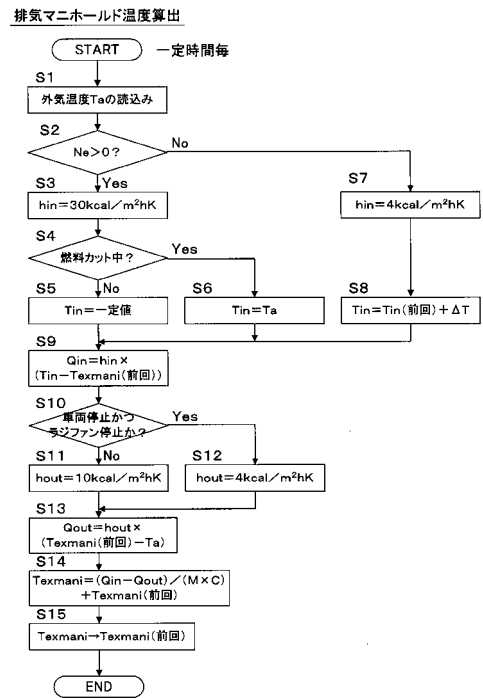 排気マニホールド温度算出
START
一定時間毎
S1
外気温度Taの読込み
S2
Ne>0?
No
Yes
S3
hin=30kcal/m²hK
S7
hin=4kcal/m²hK
S4
燃料カット中?
Yes
No
S5
Tin=一定値
S6
Tin=Ta
S8
Tin=Tin(前回)+ΔT
S9
Qin=hin×
(Tin-Texmani(前回))
S10
車両停止かつ
ラジファン停止か?
Yes
No
S11
hout=10kcal/m²hK
S12
hout=4kcal/m²hK
S13
Qout=hout×
(Texmani(前回)-Ta)
S14
Texmani=(Qin-Qout)/(M×C)
+Texmani(前回)
S15
Texmani→Texmani(前回)
END